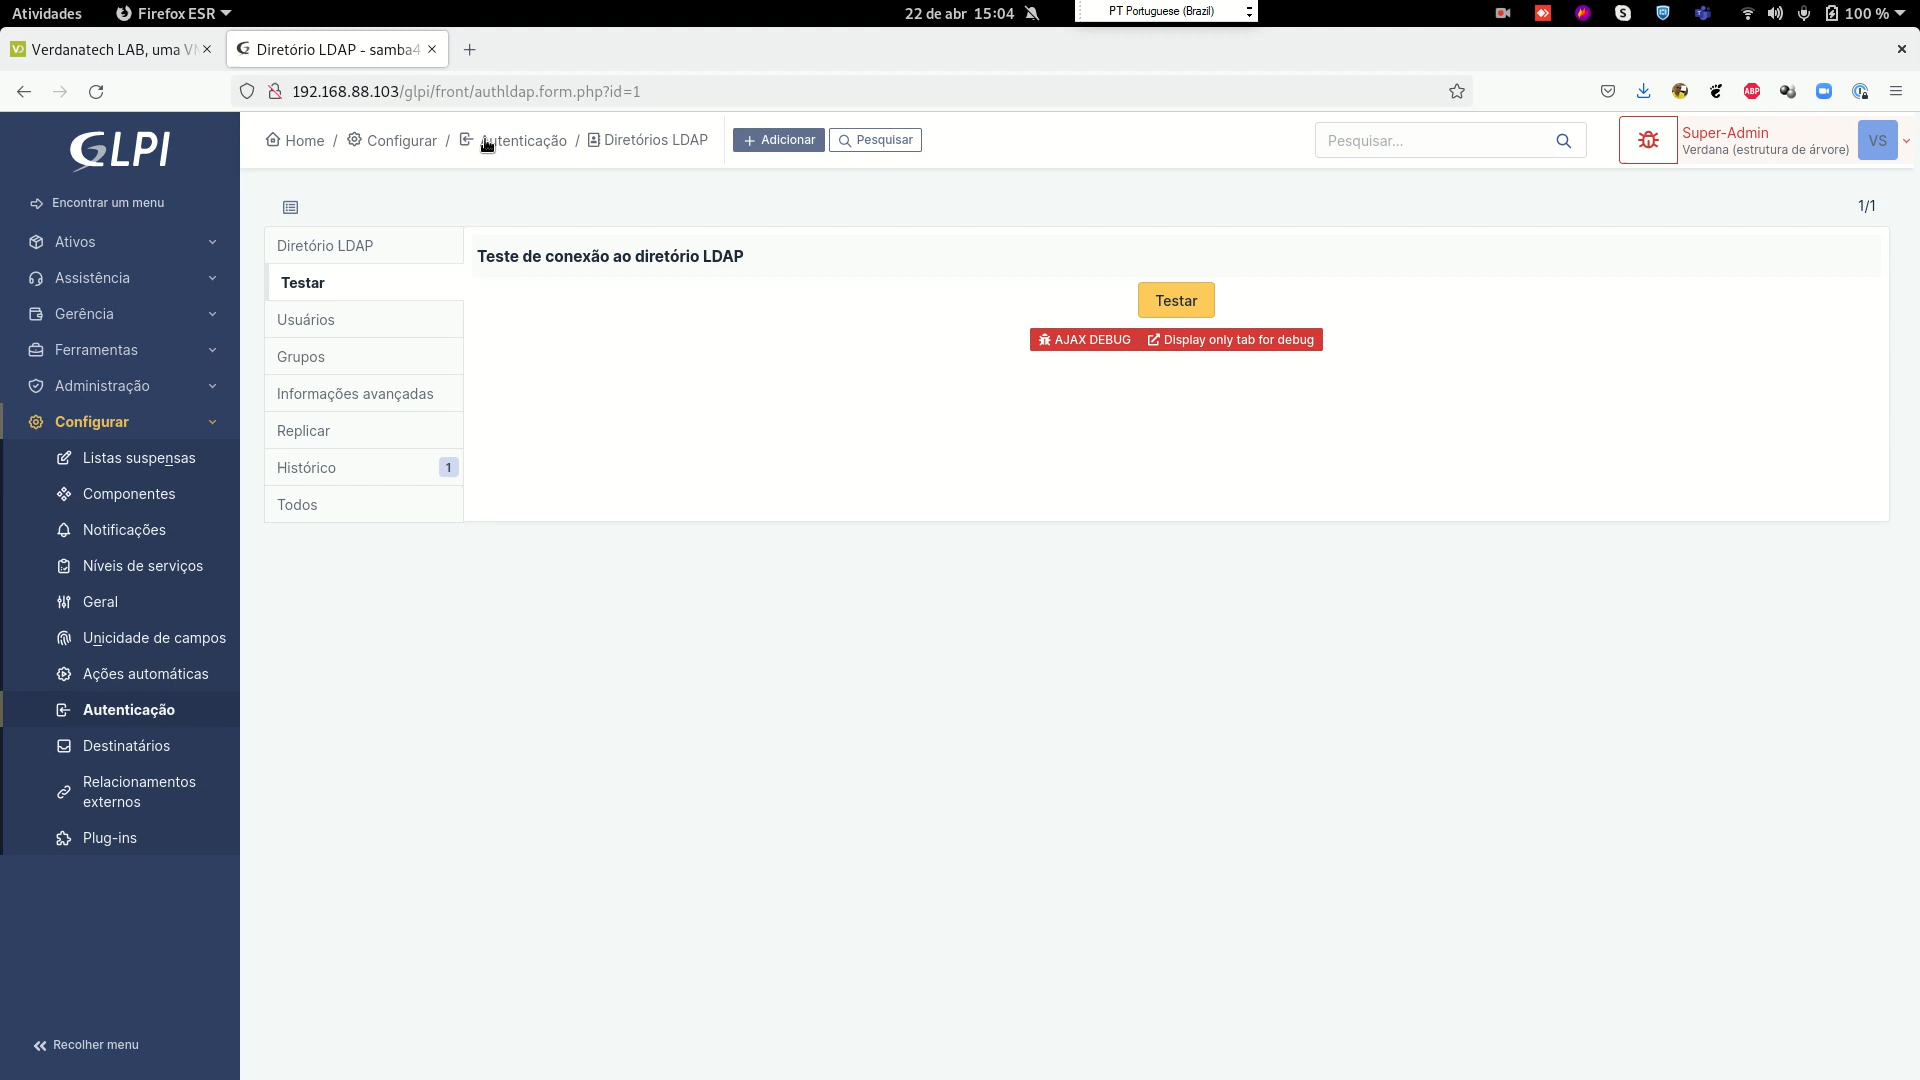 Atividades
Firefox ESR
22 de abr 15:04
PT Portuguese (Brazil)
100 %
Verdanatech LAB, uma V
Diretório LDAP - samba4
192.168.88.103/glpi/front/authldap.form.php?id=1
GLPI
Home / Configurar / Autenticação / Diretórios LDAP
+ Adicionar
Pesquisar
Pesquisar...
Super-Admin
Verdana (estrutura de árvore)
VS
Encontrar um menu
Ativos
Assistência
Gerência
Ferramentas
Administração
Configurar
Listas suspensas
Componentes
Notificações
Níveis de serviços
Geral
Unicidade de campos
Ações automáticas
Autenticação
Destinatários
Relacionamentos
externos
Plug-ins
Recolher menu
1/1
Diretório LDAP
Testar
Usuários
Grupos
Informações avançadas
Replicar
Histórico 1
Todos
Teste de conexão ao diretório LDAP
Testar
AJAX DEBUG
Display only tab for debug